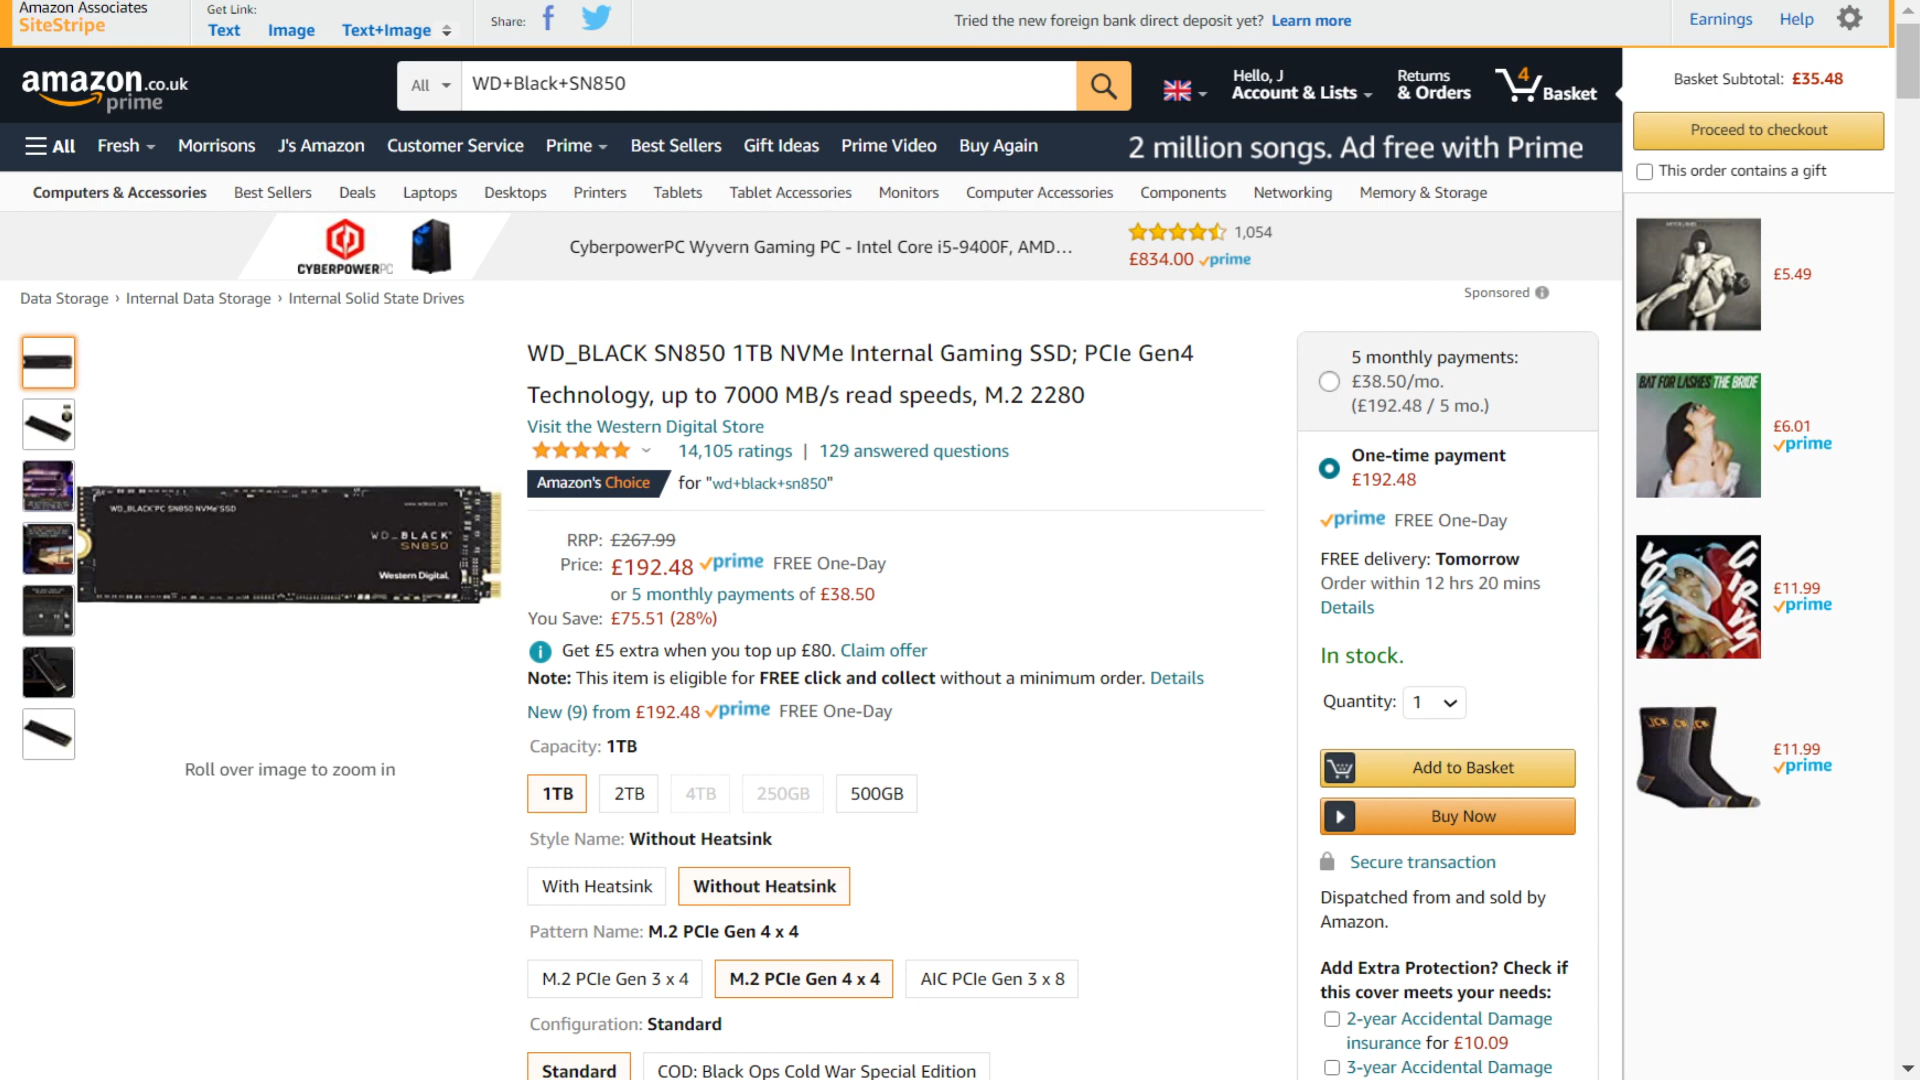 Amazon Associates
SiteStripe
Get Link:
Text Image Text+Image
Share:
Tried the new foreign bank direct deposit yet? Learn more
Earnings Help
amazon.co.uk
prime
All
WD+Black+SN850
Hello, J
Account & Lists
Returns
& Orders
4
Basket
Basket Subtotal: £35.48
Proceed to checkout
This order contains a gift
All Fresh Morrisons J's Amazon Customer Service Prime Best Sellers Gift Ideas Prime Video Buy Again
2 million songs. Ad free with Prime
Computers & Accessories Best Sellers Deals Laptops Desktops Printers Tablets Tablet Accessories Monitors Computer Accessories Components Networking Memory & Storage
CYBERPOWERPC
CyberpowerPC Wyvern Gaming PC - Intel Core i5-9400F, AMD...
1,054
£834.00 prime
Data Storage › Internal Data Storage › Internal Solid State Drives
Sponsored
WD_BLACK SN850 1TB NVMe Internal Gaming SSD; PCIe Gen4
Technology, up to 7000 MB/s read speeds, M.2 2280
Visit the Western Digital Store
14,105 ratings | 129 answered questions
Amazon's Choice for "wd+black+sn850"
WD_BLACK PC SN850 NVMe SSD
WD_BLACK
SN850
Western Digital.
Roll over image to zoom in
RRP: £267.99
Price: £192.48 prime FREE One-Day
or 5 monthly payments of £38.50
You Save: £75.51 (28%)
Get £5 extra when you top up £80. Claim offer
Note: This item is eligible for FREE click and collect without a minimum order. Details
New (9) from £192.48 prime FREE One-Day
Capacity: 1TB
1TB 2TB 4TB 250GB 500GB
Style Name: Without Heatsink
With Heatsink Without Heatsink
Pattern Name: M.2 PCIe Gen 4 x 4
M.2 PCIe Gen 3 x 4 M.2 PCIe Gen 4 x 4 AIC PCIe Gen 3 x 8
Configuration: Standard
Standard COD: Black Ops Cold War Special Edition
5 monthly payments:
£38.50/mo.
(£192.48 / 5 mo.)
One-time payment
£192.48
prime FREE One-Day
FREE delivery: Tomorrow
Order within 12 hrs 20 mins
Details
In stock.
Quantity: 1
Add to Basket
Buy Now
Secure transaction
Dispatched from and sold by
Amazon.
Add Extra Protection? Check if
this cover meets your needs:
2-year Accidental Damage
insurance for £10.09
3-year Accidental Damage
£5.49
BAT FOR LASHES THE BRIDE
£6.01
prime
LOST GIRLS
£11.99
prime
JCB
£11.99
prime